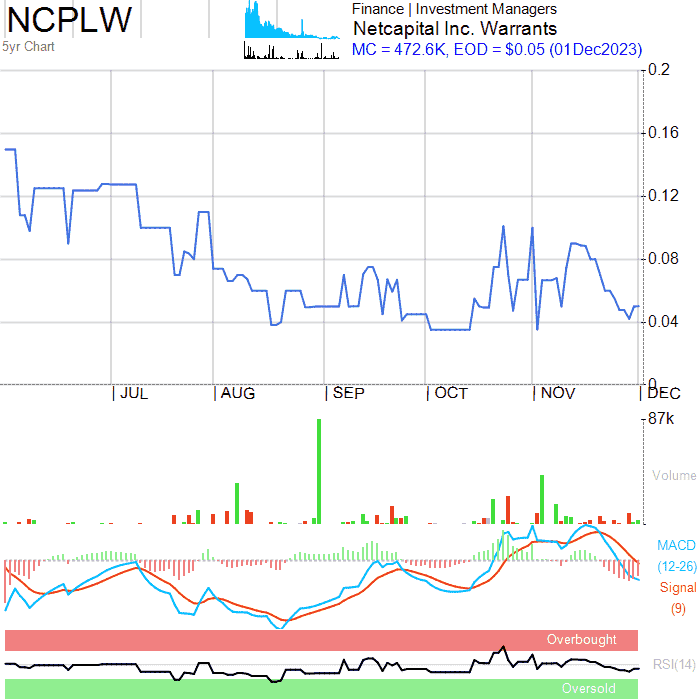 NCPLW
5yr Chart
Finance | Investment Managers
Netcapital Inc. Warrants
MC = 472.6K, EOD = $0.05 (01Dec2023)
0.2
0.16
0.12
0.08
0.04
0
| JUL | AUG | SEP | OCT | NOV | DEC
87k
Volume
MACD
(12-26)
Signal
(9)
Overbought
RSI(14)
Oversold